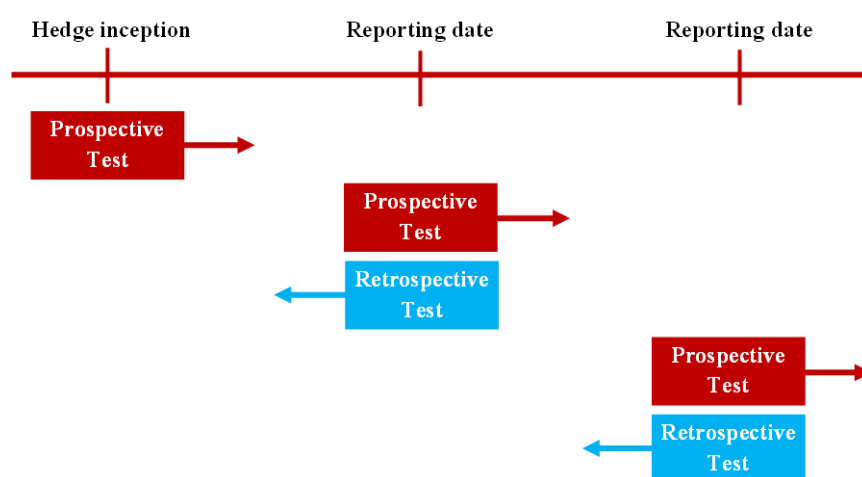 Hedge inception
Reporting date
Reporting date
Prospective
Test
Prospective
Test
Retrospective
Test
Prospective
Test
Retrospective
Test